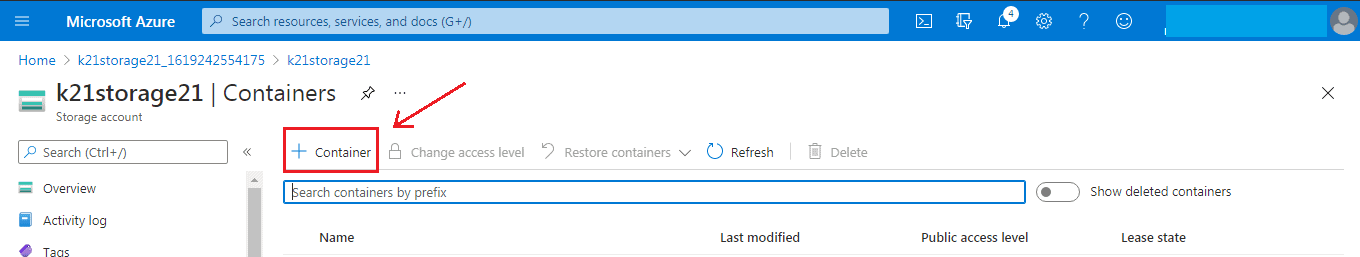 Microsoft Azure
Search resources, services, and docs (G+/)
4
Home > k21storage21_1619242554175 > k21storage21
k21storage21 | Containers
...
Storage account
Search (Ctrl+/)
«
+ Container
Change access level
Restore containers
Refresh
Delete
Overview
Search containers by prefix
Show deleted containers
Activity log
Name
Last modified
Public access level
Lease state
Tags